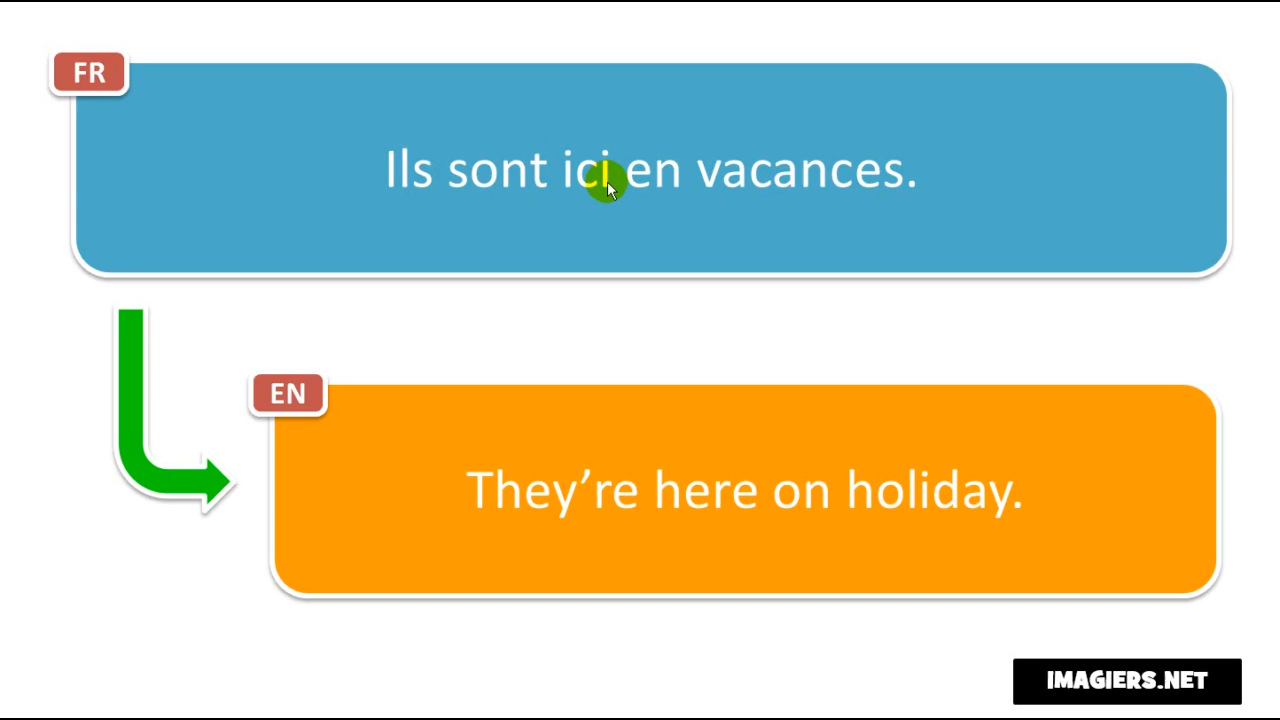 FR
Ils sont ici en vacances.
EN
They’re here on holiday.
IMAGIERS.NET